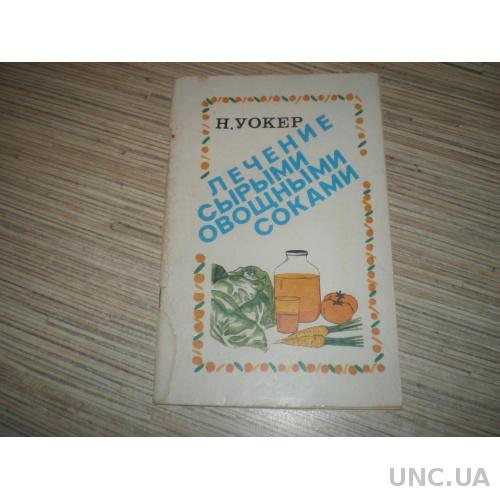 Н. УОКЕР
ЛЕЧЕНИЕ
СЫРЫМИ
ОВОЩНЫМИ
СОКАМИ
UNC.UA